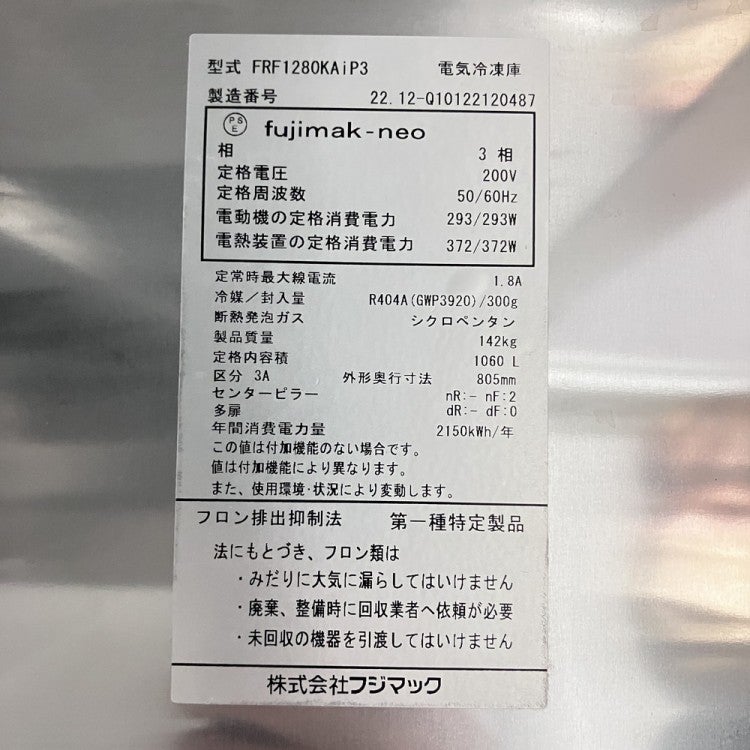 型式 FRF1280KAiP3 電気冷凍庫
製造番号 22.12-Q10122120487
PSE fujimak-neo
相 3 相
定格電圧 200V
定格周波数 50/60Hz
電動機の定格消費電力 293/293W
電熱装置の定格消費電力 372/372W
定常時最大線電流 1.8A
冷媒/封入量 R404A(GWP3920)/300g
断熱発泡ガス シクロペンタン
製品質量 142kg
定格内容積 1060 L
区分 3A 外形奥行寸法 805mm
センターピラー nR:- nF:2
多扉 dR:- dF:0
年間消費電力量 2150kWh/年
この値は付加機能のない場合です。
値は付加機能により異なります。
また、使用環境・状況により変動します。
フロン排出抑制法 第一種特定製品
法にもとづき、フロン類は
・みだりに大気に漏らしてはいけません
・廃棄、整備時に回収業者へ依頼が必要
・未回収の機器を引渡してはいけません
株式会社フジマック